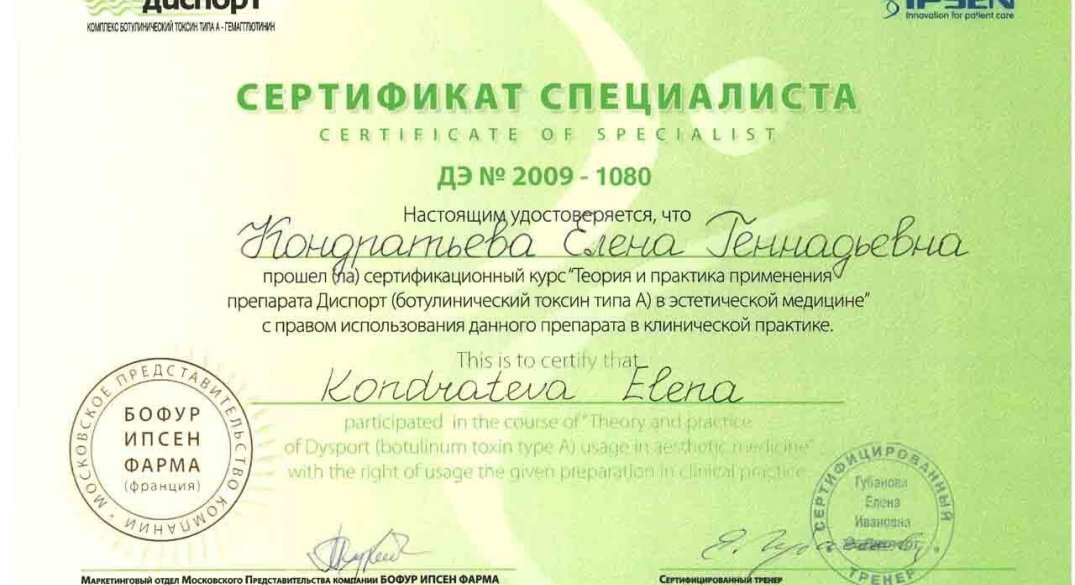 Диспорт
КОМПЛЕКС БОТУЛИНИЧЕСКИЙ ТОКСИН ТИПА А - ГЕМАГГЛЮТИНИН
IPSEN
Innovation for patient care
СЕРТИФИКАТ СПЕЦИАЛИСТА
CERTIFICATE OF SPECIALIST
ДЭ № 2009 - 1080
Настоящим удостоверяется, что
Кондратьева Елена Геннадьевна
прошел (ла) сертификационный курс "Теория и практика применения
препарата Диспорт (ботулинический токсин типа А) в эстетической медицине"
с правом использования данного препарата в клинической практике.
This is to certify that
Kondrateva Elena
participated in the course of "Theory and practice
of Dysport (botulinum toxin type A) usage in aesthetic medicine"
with the right of usage the given preparation in clinical practice
МОСКОВСКОЕ ПРЕДСТАВИТЕЛЬСТВО КОМПАНИИ
БОФУР
ИПСЕН
ФАРМА
(франция)
СЕРТИФИЦИРОВАННЫЙ
Губанова
Елена
Ивановна
ТРЕНЕР
МАРКЕТИНГОВЫЙ ОТДЕЛ МОСКОВСКОГО ПРЕДСТАВИТЕЛЬСТВА КОМПАНИИ БОФУР ИПСЕН ФАРМА
СЕРТИФИЦИРОВАННЫЙ ТРЕНЕР